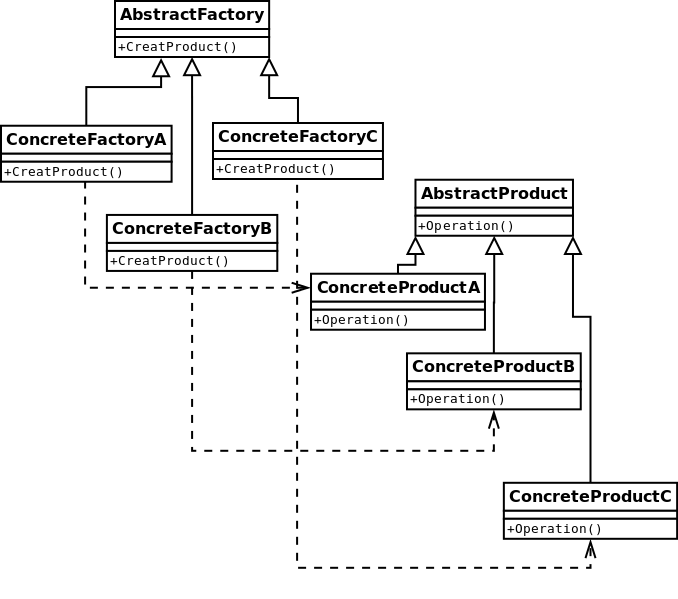 AbstractFactory
+CreatProduct()
ConcreteFactoryA
+CreatProduct()
ConcreteFactoryC
+CreatProduct()
ConcreteFactoryB
+CreatProduct()
AbstractProduct
+Operation()
ConcreteProductA
+Operation()
ConcreteProductB
+Operation()
ConcreteProductC
+Operation()